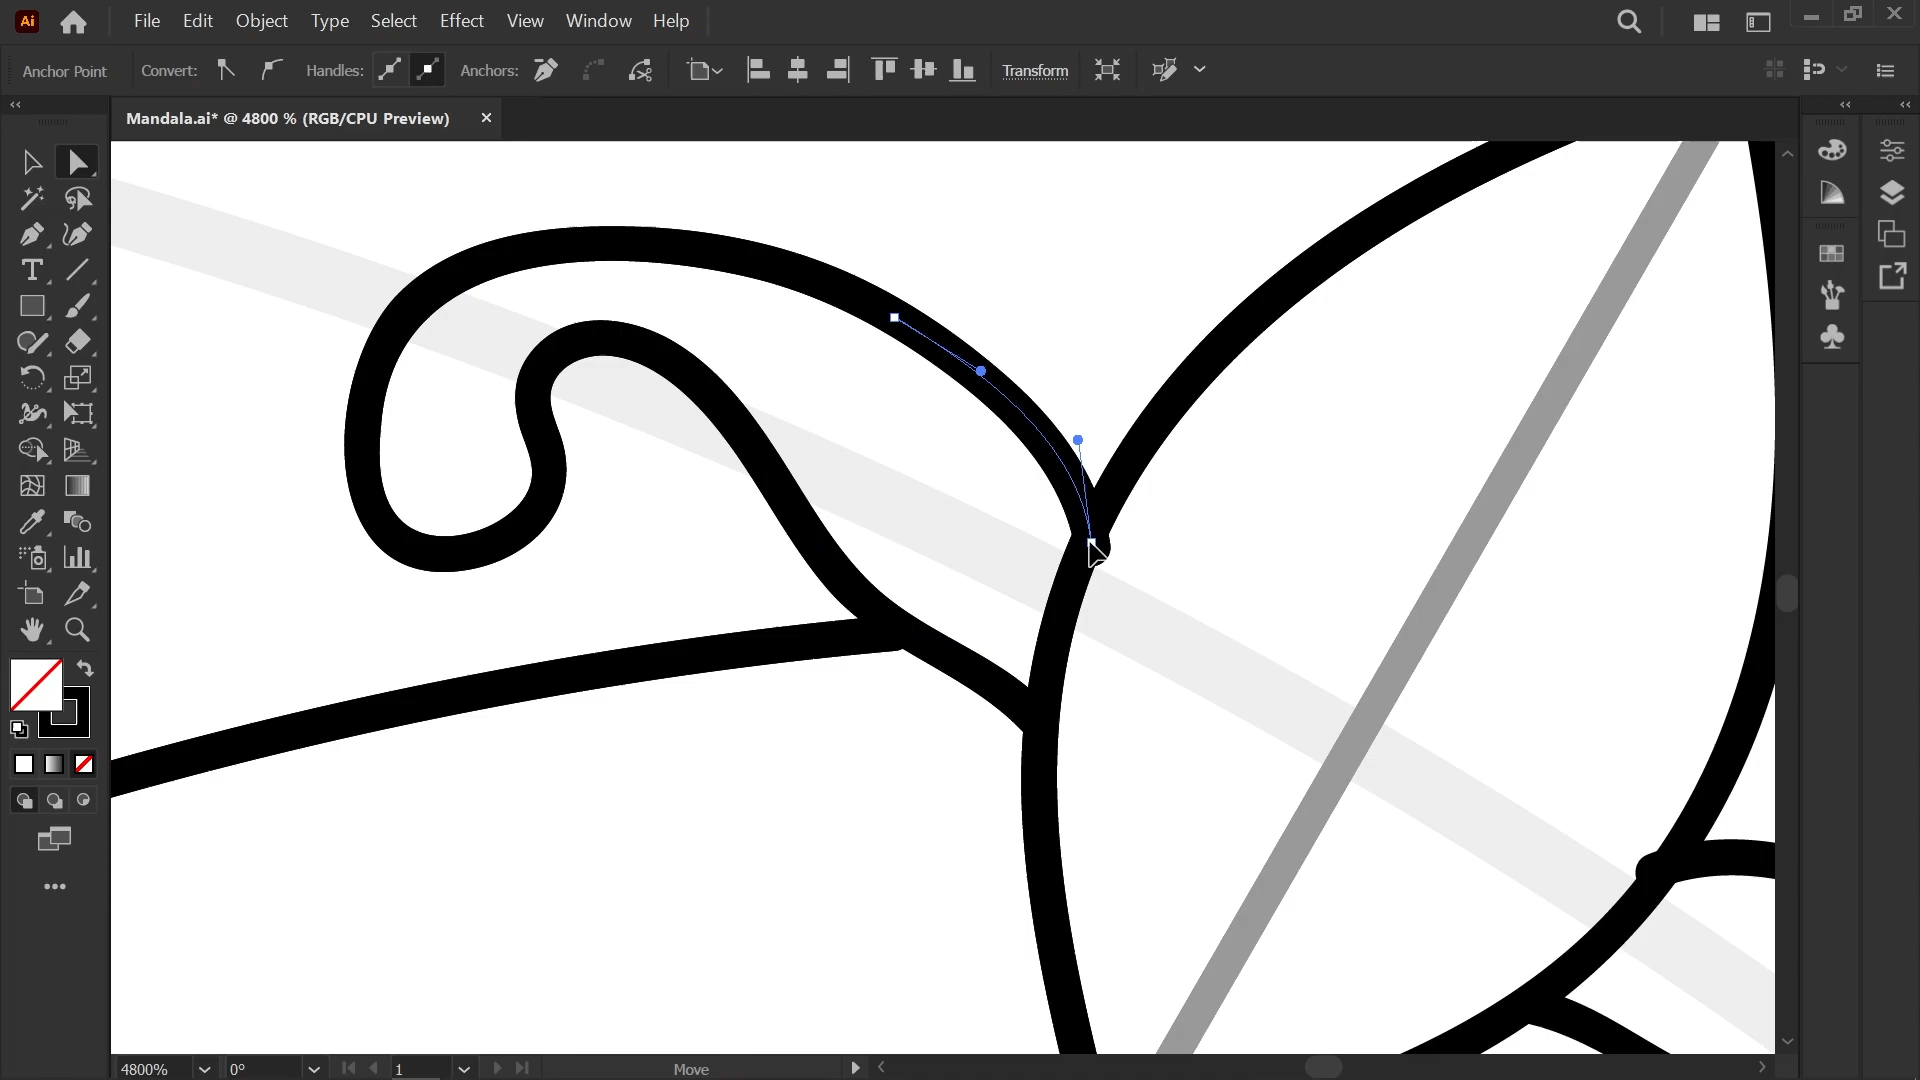 Ai File Edit Object Type Select Effect View Window Help
Anchor Point Convert: Handles: Anchors: Transform
Mandala.ai* @ 4800 % (RGB/CPU Preview)
4800% 0° 1 Move